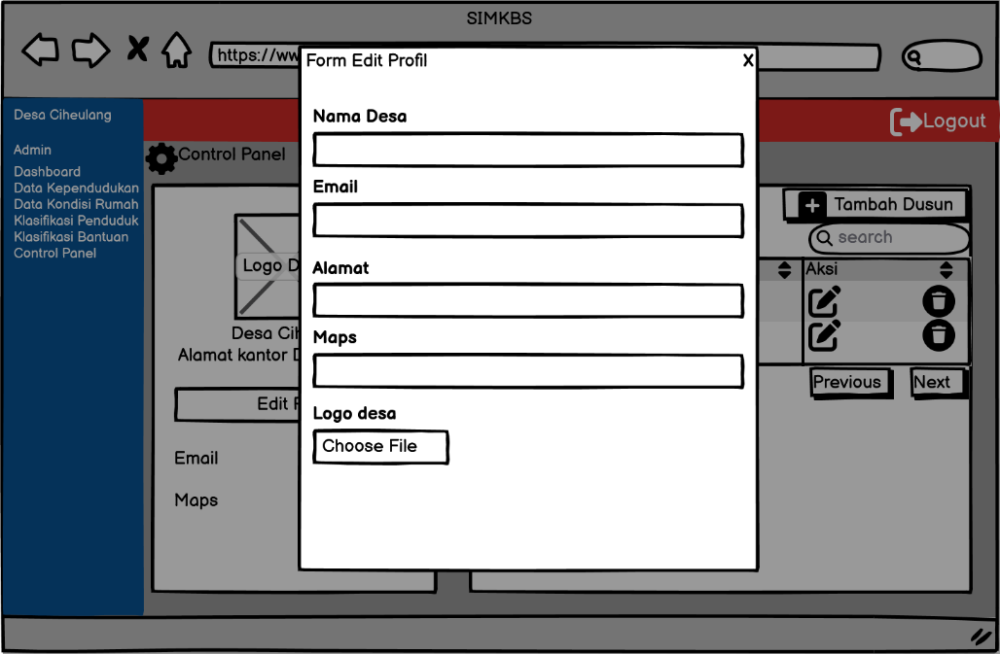 SIMKBS
https://ww
Form Edit Profil
X
Desa Ciheulang
Logout
Admin
Dashboard
Data Kependudukan
Data Kondisi Rumah
Klasifikasi Penduduk
Klasifikasi Bantuan
Control Panel
Control Panel
Logo D
Desa Cih
Alamat kantor D
Edit
Email
Maps
Nama Desa
Email
Alamat
Maps
Logo desa
Choose File
Tambah Dusun
search
Aksi
Previous
Next